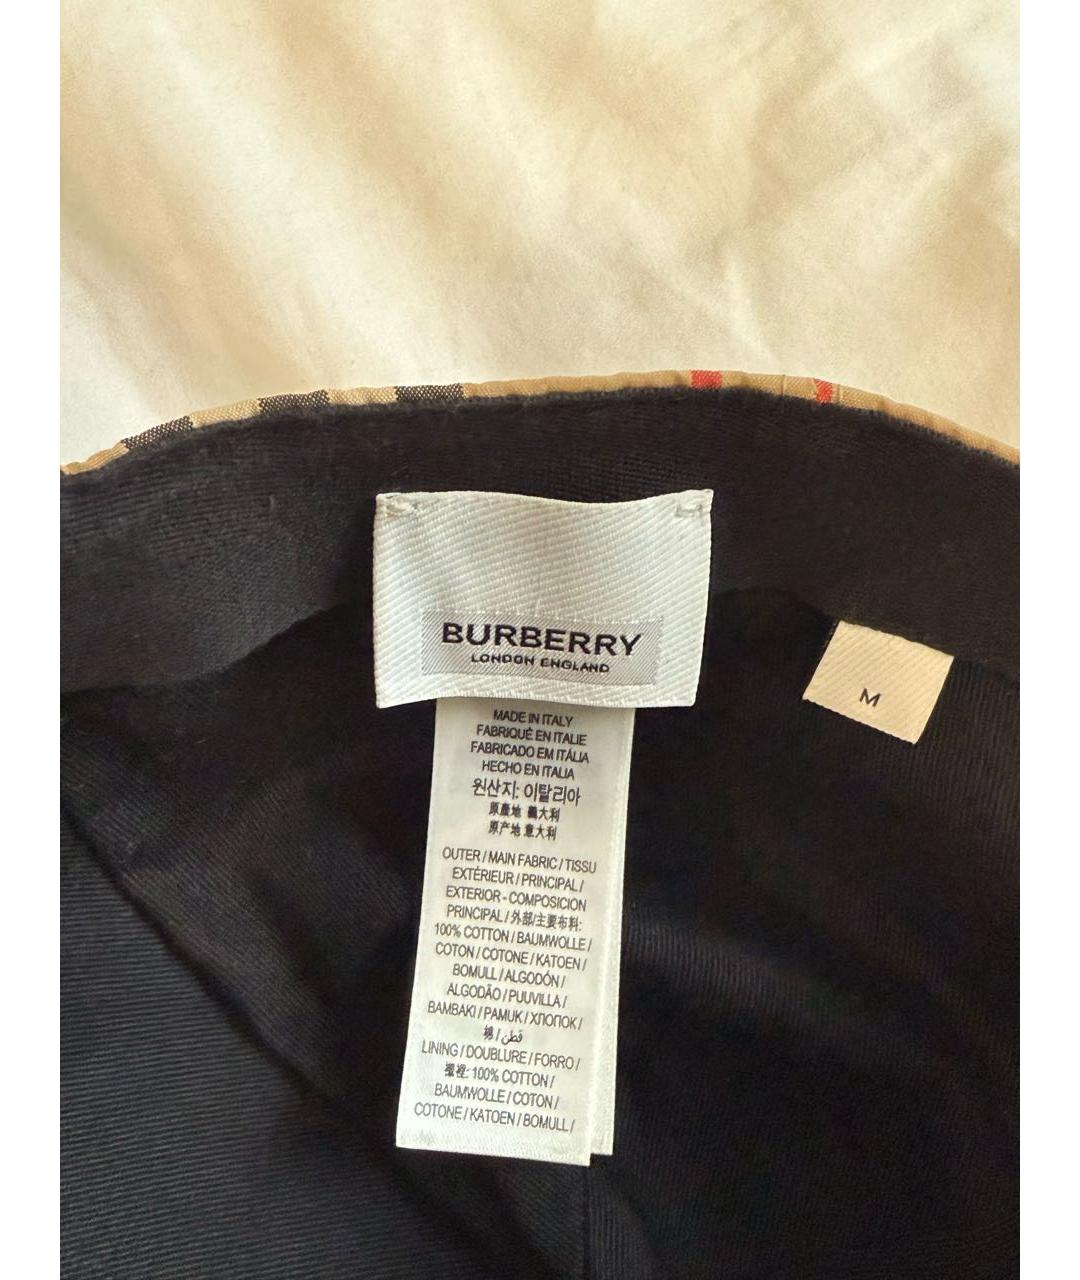 BURBERRY
LONDON ENGLAND
M
MADE IN ITALY
FABRIQUÉ EN ITALIE
FABRICADO EM ITÁLIA
HECHO EN ITALIA
원산지: 이탈리아
原產地 義大利
原产地 意大利
OUTER / MAIN FABRIC / TISSU
EXTÉRIEUR / PRINCIPAL /
EXTERIOR - COMPOSICION
PRINCIPAL / 外部/主要布料:
100% COTTON / BAUMWOLLE /
COTON / COTONE / KATOEN /
BOMULL / ALGODÓN /
ALGODÃO / PUUVILLA /
BAMBAKI / PAMUK / ХЛОПОК /
棉 / قطن /
LINING / DOUBLURE / FORRO /
襯裡: 100% COTTON /
BAUMWOLLE / COTON /
COTONE / KATOEN / BOMULL /